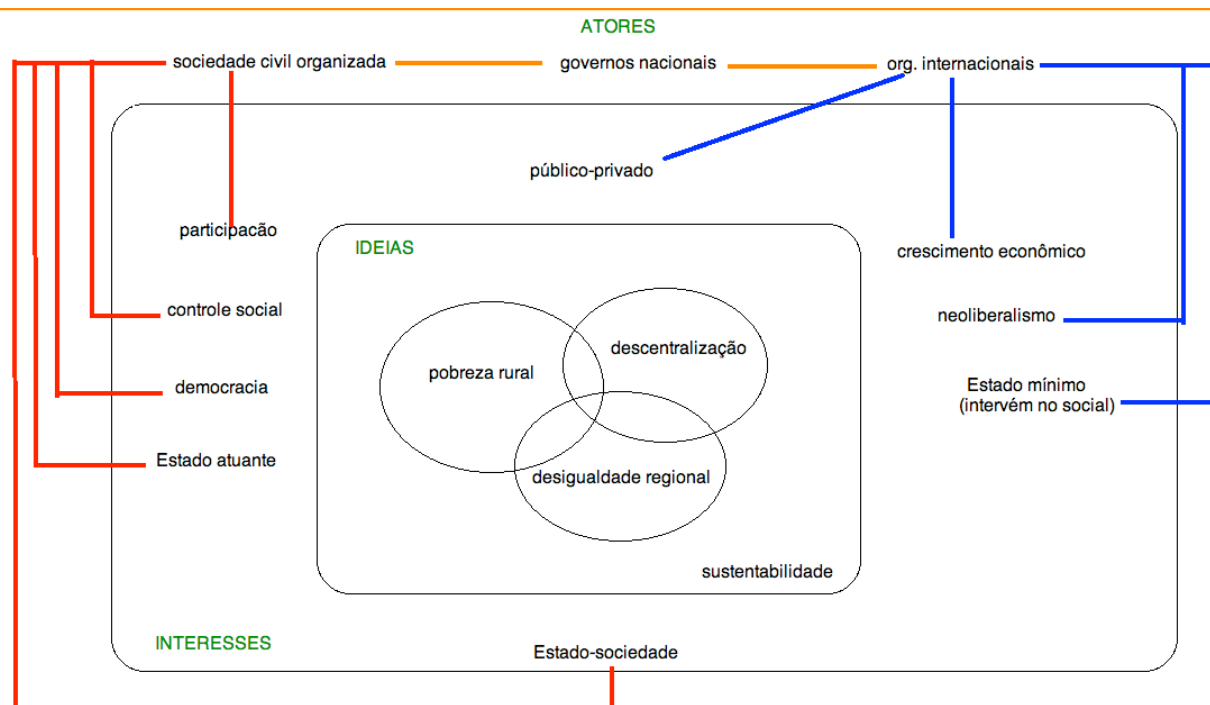 ATORES
sociedade civil organizada
governos nacionais
org. internacionais
público-privado
participacão
IDEIAS
crescimento econômico
controle social
neoliberalismo
descentralização
pobreza rural
democracia
Estado mínimo
(intervém no social)
Estado atuante
desigualdade regional
sustentabilidade
INTERESSES
Estado-sociedade